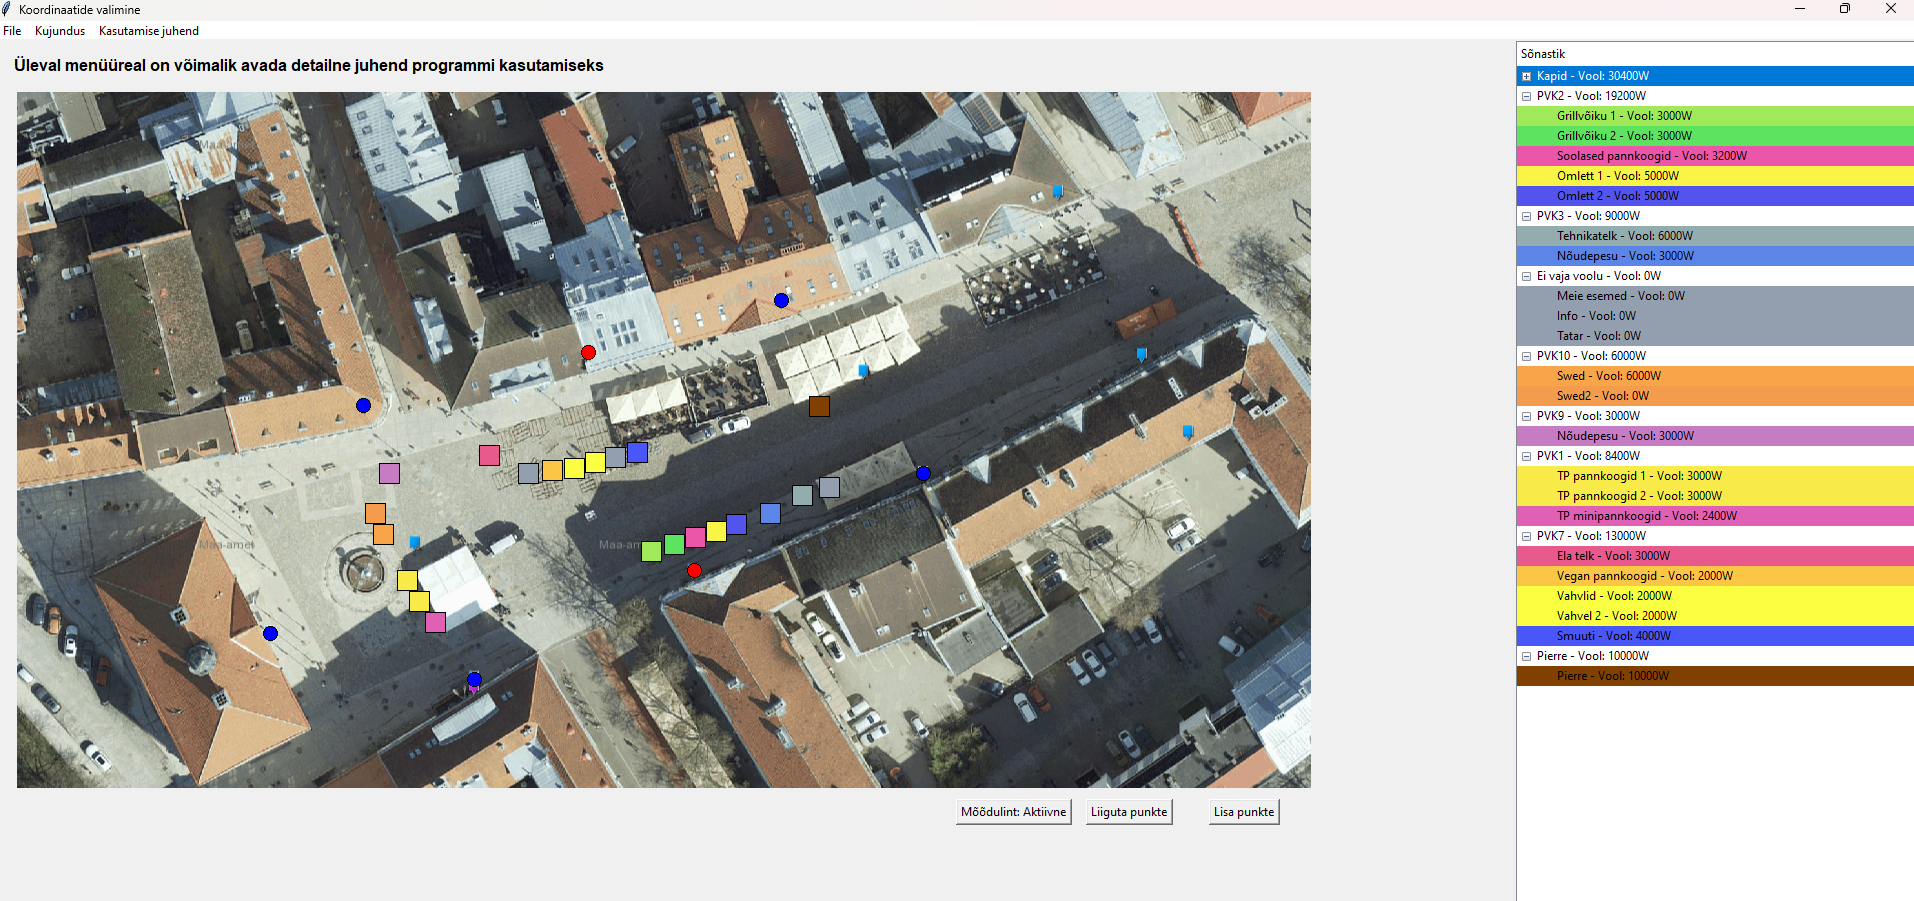 Koordinaatide valimine
File Kujundus Kasutamise juhend
Üleval menüüreal on võimalik avada detailne juhend programmi kasutamiseks
Sõnastik
Kapid - Vool: 30400W
PVK2 - Vool: 19200W
Grillvõiku 1 - Vool: 3000W
Grillvõiku 2 - Vool: 3000W
Soolased pannkoogid - Vool: 3200W
Omlett 1 - Vool: 5000W
Omlett 2 - Vool: 5000W
PVK3 - Vool: 9000W
Tehnikatelk - Vool: 6000W
Nõudepesu - Vool: 3000W
Ei vaja voolu - Vool: 0W
Meie esemed - Vool: 0W
Info - Vool: 0W
Tatar - Vool: 0W
PVK10 - Vool: 6000W
Swed - Vool: 6000W
Swed2 - Vool: 0W
PVK9 - Vool: 3000W
Nõudepesu - Vool: 3000W
PVK1 - Vool: 8400W
TP pannkoogid 1 - Vool: 3000W
TP pannkoogid 2 - Vool: 3000W
TP minipannkoogid - Vool: 2400W
PVK7 - Vool: 13000W
Ela telk - Vool: 3000W
Vegan pannkoogid - Vool: 2000W
Vahvlid - Vool: 2000W
Vahvel 2 - Vool: 2000W
Smuuti - Vool: 4000W
Pierre - Vool: 10000W
Pierre - Vool: 10000W
Maa-amet
Mõõdulint: Aktiivne Liiguta punkte Lisa punkte